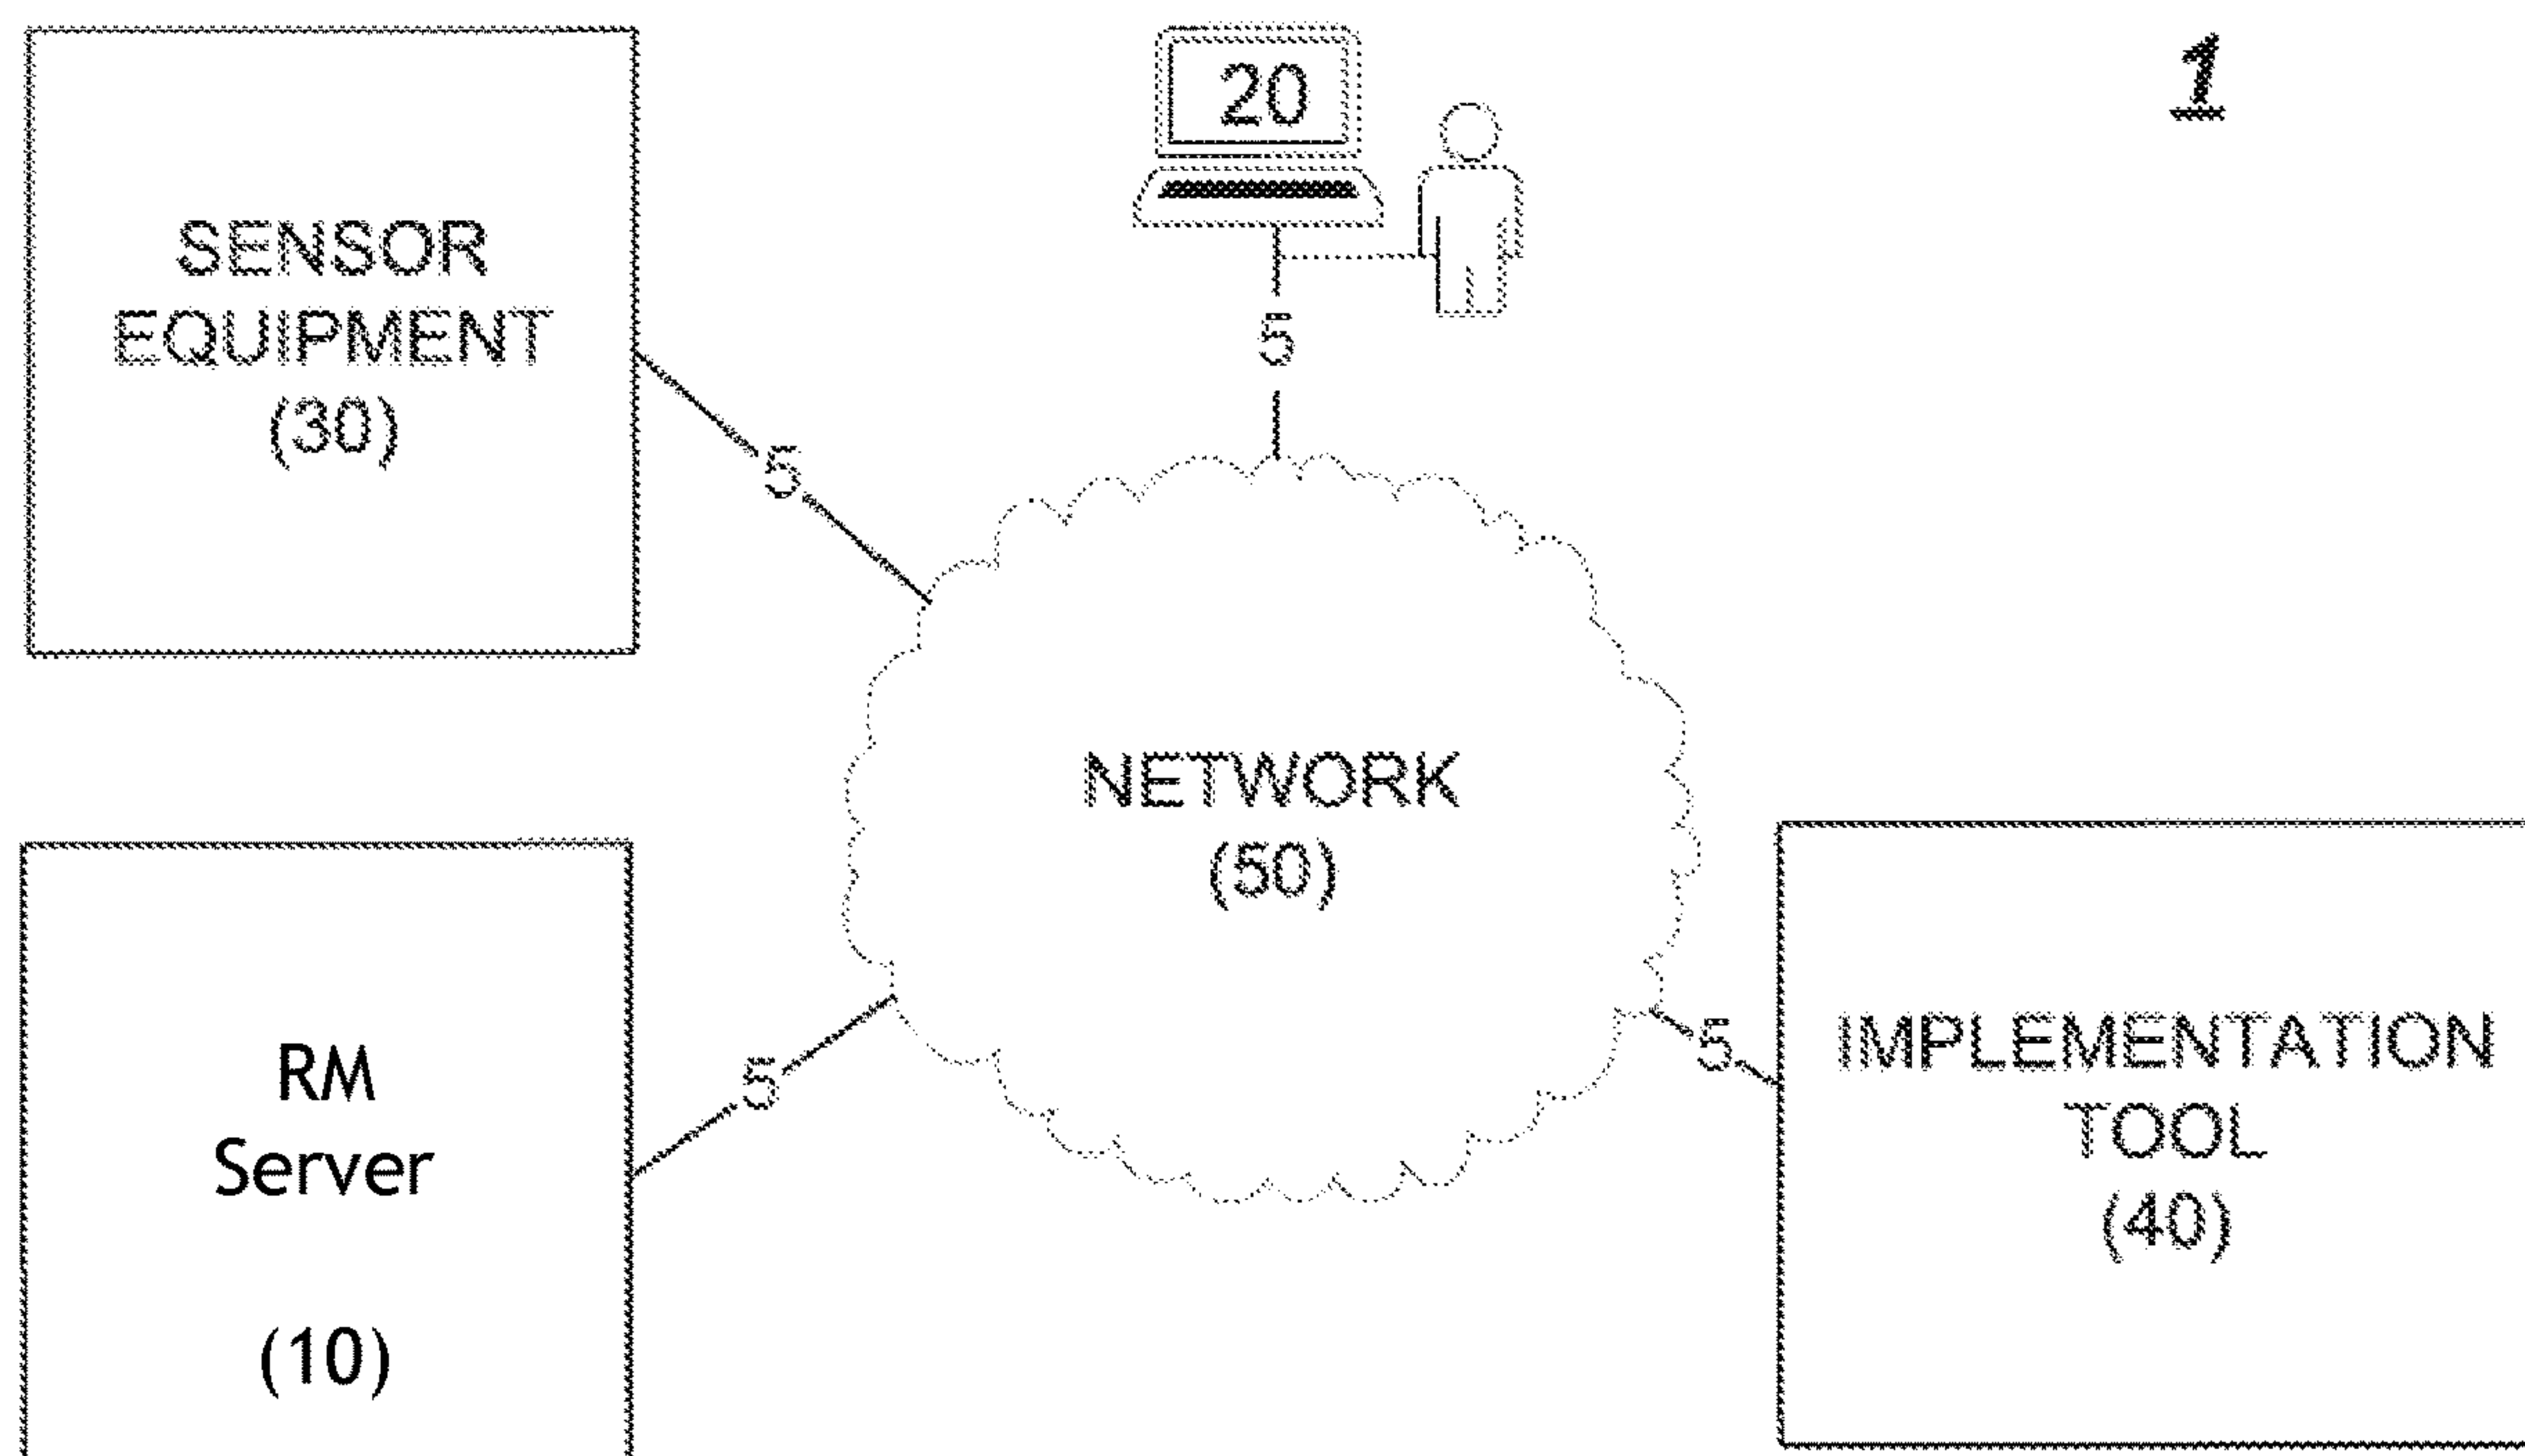 1
20
SENSOR
EQUIPMENT
(30)
5
5
NETWORK
(50)
RM
Server
(10)
5
5
IMPLEMENTATION
TOOL
(40)